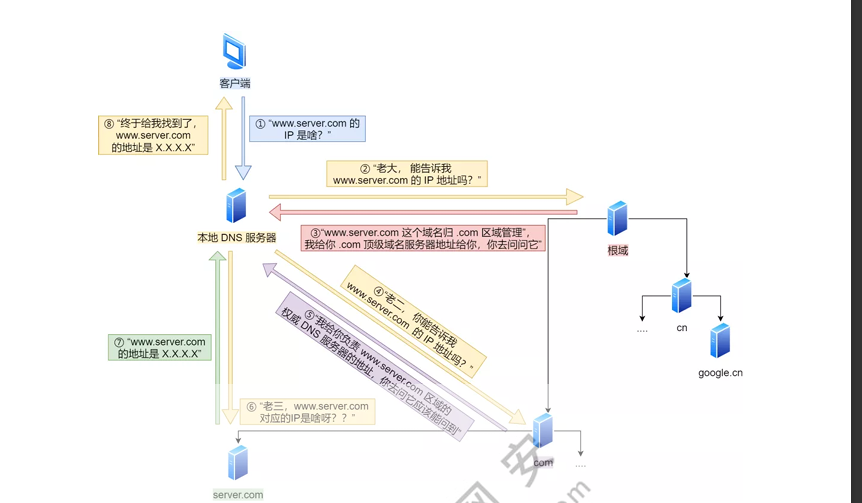 客户端
⑧ “终于给我找到了，
www.server.com
的地址是 X.X.X.X”
① “www.server.com 的
IP 是啥？”
② “老大， 能告诉我
www.server.com 的 IP 地址吗？”
本地 DNS 服务器
③“www.server.com 这个域名归 .com 区域管理”，
我给你 .com 顶级域名服务器地址给你，你去问问它”
根域
④“老二， 你能告诉我
www.server.com 的 IP 地址吗？”
⑤“我给你负责 www.server.com 区域的
权威 DNS 服务器的地址，你去问它应该能问到”
....
cn
google.cn
⑦ “www.server.com
的地址是 X.X.X.X”
⑥ “老三，www.server.com
对应的IP是啥呀？？”
com
....
server.com
网安
om